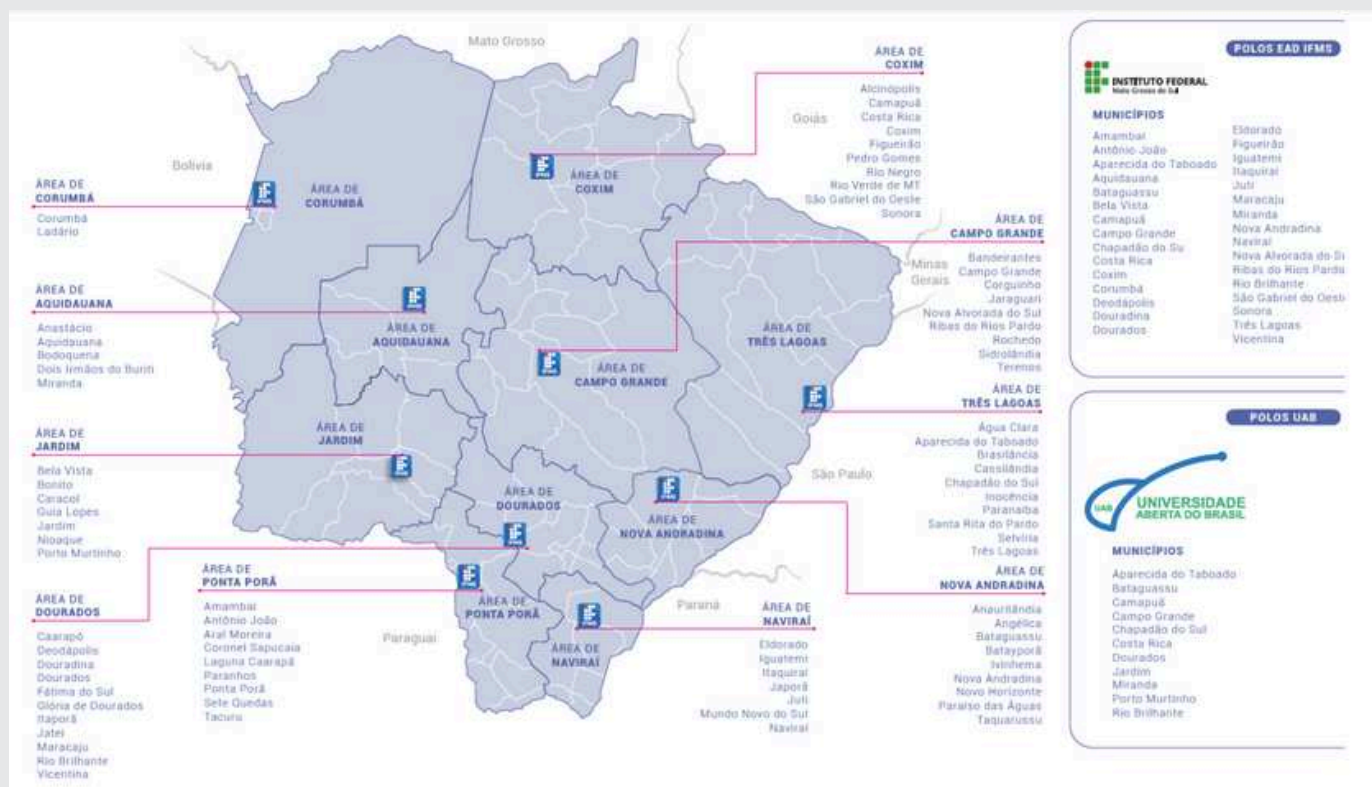 Mato Grosso
Goiás
Bolívia
Minas
Gerais
São Paulo
Paraná
Paraguai
ÁREA DE
CORUMBÁ
Corumbá
Ladário
ÁREA DE
AQUIDAUANA
Anastácio
Aquidauana
Bodoquena
Dois Irmãos do Buriti
Miranda
ÁREA DE
JARDIM
Bela Vista
Bonito
Caracol
Guia Lopes
Jardim
Nioaque
Porto Murtinho
ÁREA DE
DOURADOS
Caarapó
Deodápolis
Douradina
Dourados
Fátima do Sul
Glória de Dourados
Itaporã
Jateí
Maracaju
Rio Brilhante
Vicentina
ÁREA DE
PONTA PORÃ
Amambai
Antônio João
Aral Moreira
Coronel Sapucaia
Laguna Caarapã
Paranhos
Ponta Porã
Sete Quedas
Tacuru
ÁREA DE
CORUMBÁ
ÁREA DE
COXIM
ÁREA DE
AQUIDAUANA
ÁREA DE
CAMPO GRANDE
ÁREA DE
TRÊS LAGOAS
ÁREA DE
JARDIM
ÁREA DE
DOURADOS
ÁREA DE
NOVA ANDRADINA
ÁREA DE
PONTA PORÃ
ÁREA DE
NAVIRAÍ
ÁREA DE
COXIM
Alcinópolis
Camapuã
Costa Rica
Coxim
Figueirão
Pedro Gomes
Rio Negro
Rio Verde de MT
São Gabriel do Oeste
Sonora
ÁREA DE
CAMPO GRANDE
Bandeirantes
Campo Grande
Corguinho
Jaraguari
Nova Alvorada do Sul
Ribas do Rios Pardo
Rochedo
Sidrolândia
Terenos
ÁREA DE
TRÊS LAGOAS
Água Clara
Aparecida do Taboado
Brasilância
Cassilândia
Chapadão do Sul
Inocência
Paranaíba
Santa Rita do Pardo
Selvíria
Três Lagoas
ÁREA DE
NOVA ANDRADINA
Anaurilândia
Angélica
Bataguassu
Batayporã
Ivinhema
Nova Andradina
Novo Horizonte
Paraíso das Águas
Taquarussu
ÁREA DE
NAVIRAÍ
Eldorado
Iguatemi
Itaquiraí
Japorã
Juti
Mundo Novo do Sul
Naviraí
POLOS EAD IFMS
INSTITUTO FEDERAL
Mato Grosso do Sul
MUNICÍPIOS
Amambai
Antônio João
Aparecida do Taboado
Aquidauana
Bataguassu
Bela Vista
Camapuã
Campo Grande
Chapadão do Su
Costa Rica
Coxim
Corumbá
Deodápolis
Douradina
Dourados
Eldorado
Figueirão
Iguatemi
Itaquiraí
Juti
Maracaju
Miranda
Nova Andradina
Naviraí
Nova Alvorada do
Ribas do Rios Pardo
Rio Brilhante
São Gabriel do
Sonora
Três Lagoas
Vicentina
POLOS UAB
UAB
UNIVERSIDADE
ABERTA DO BRASIL
MUNICÍPIOS
Aparecida do Taboado
Bataguassu
Camapuã
Campo Grande
Chapadão do Sul
Costa Rica
Dourados
Jardim
Miranda
Porto Murtinho
Rio Brilhante